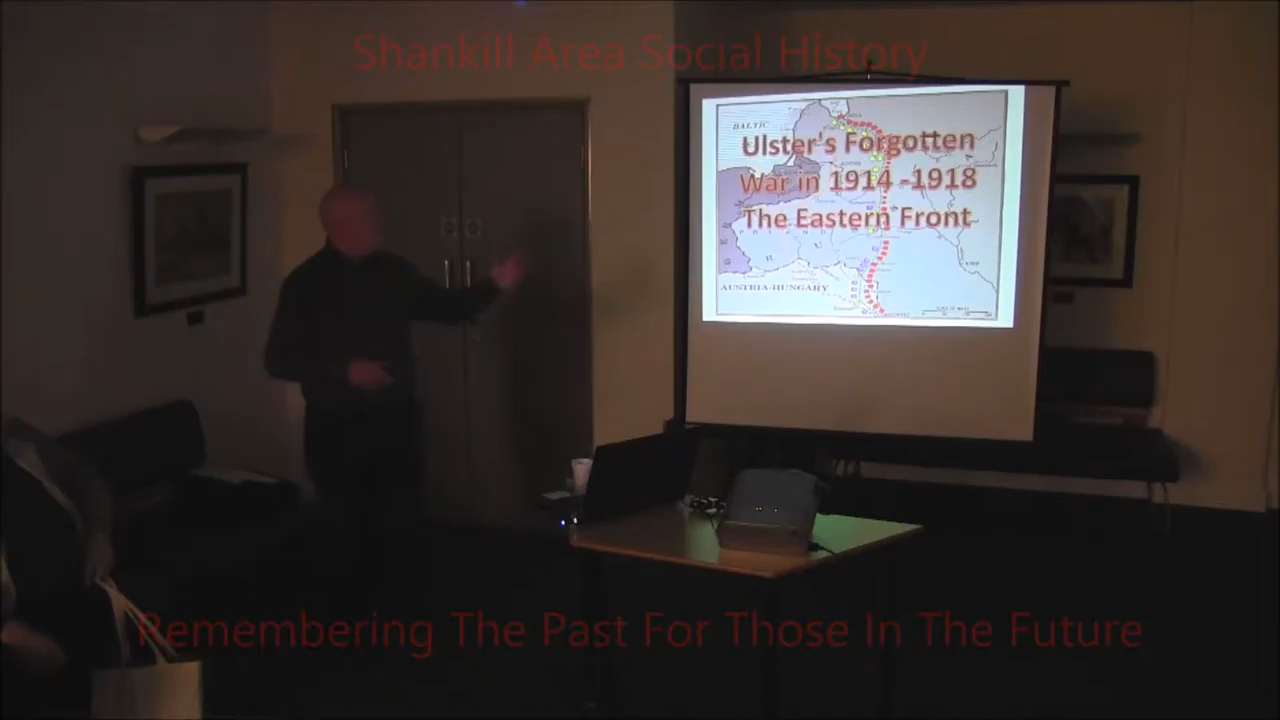 Shankill Area Social History
BALTIC
Ulster's Forgotten
War in 1914 -1918
The Eastern Front
AUSTRIA-HUNGARY
Remembering The Past For Those In The Future